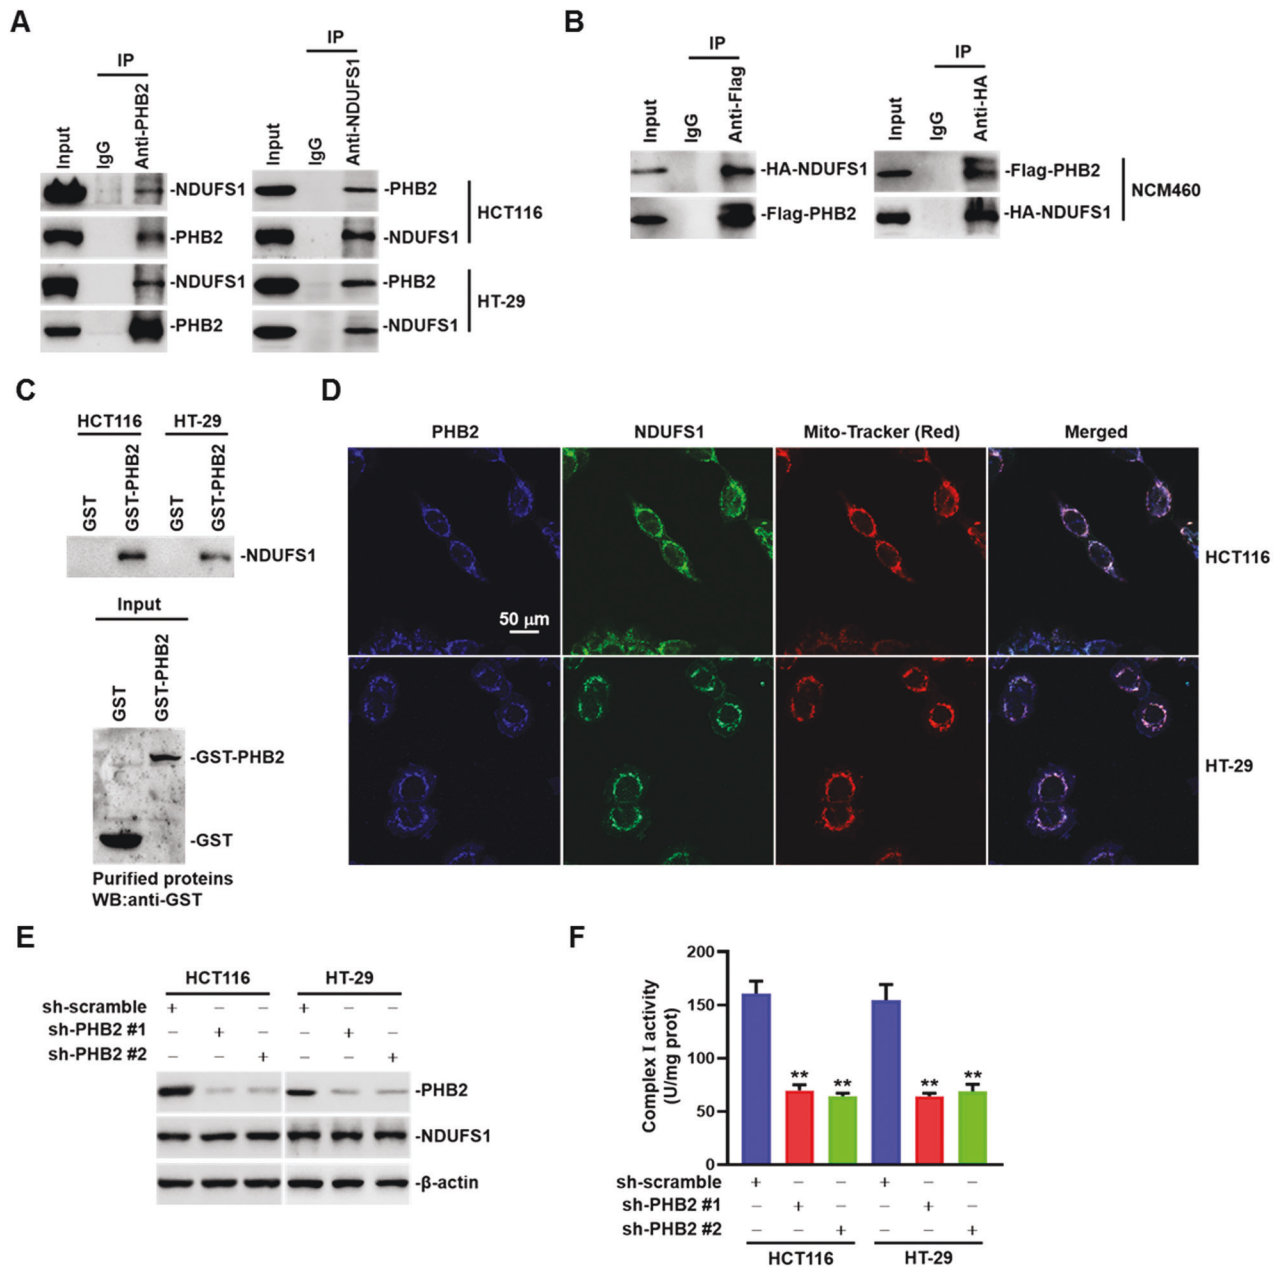 A
IP
Input
IgG
Anti-PHB2
-NDUFS1
-PHB2
-NDUFS1
-PHB2
IP
Input
IgG
Anti-NDUFS1
-PHB2
-NDUFS1
-PHB2
-NDUFS1
HCT116
HT-29
B
IP
Input
IgG
Anti-Flag
-HA-NDUFS1
-Flag-PHB2
IP
Input
IgG
Anti-HA
-Flag-PHB2
-HA-NDUFS1
NCM460
C
HCT116 HT-29
GST
GST-PHB2
GST
GST-PHB2
-NDUFS1
Input
GST
GST-PHB2
-GST-PHB2
-GST
Purified proteins
WB:anti-GST
D
PHB2 NDUFS1 Mito-Tracker (Red) Merged
50 μm
HCT116
HT-29
E
HCT116 HT-29
sh-scramble + − − + − −
sh-PHB2 #1 − + − − + −
sh-PHB2 #2 − − + − − +
-PHB2
-NDUFS1
-β-actin
F
Complex I activity
(U/mg prot)
200
150
100
50
0
** ** ** **
sh-scramble + − − + − −
sh-PHB2 #1 − + − − + −
sh-PHB2 #2 − − + − − +
HCT116 HT-29